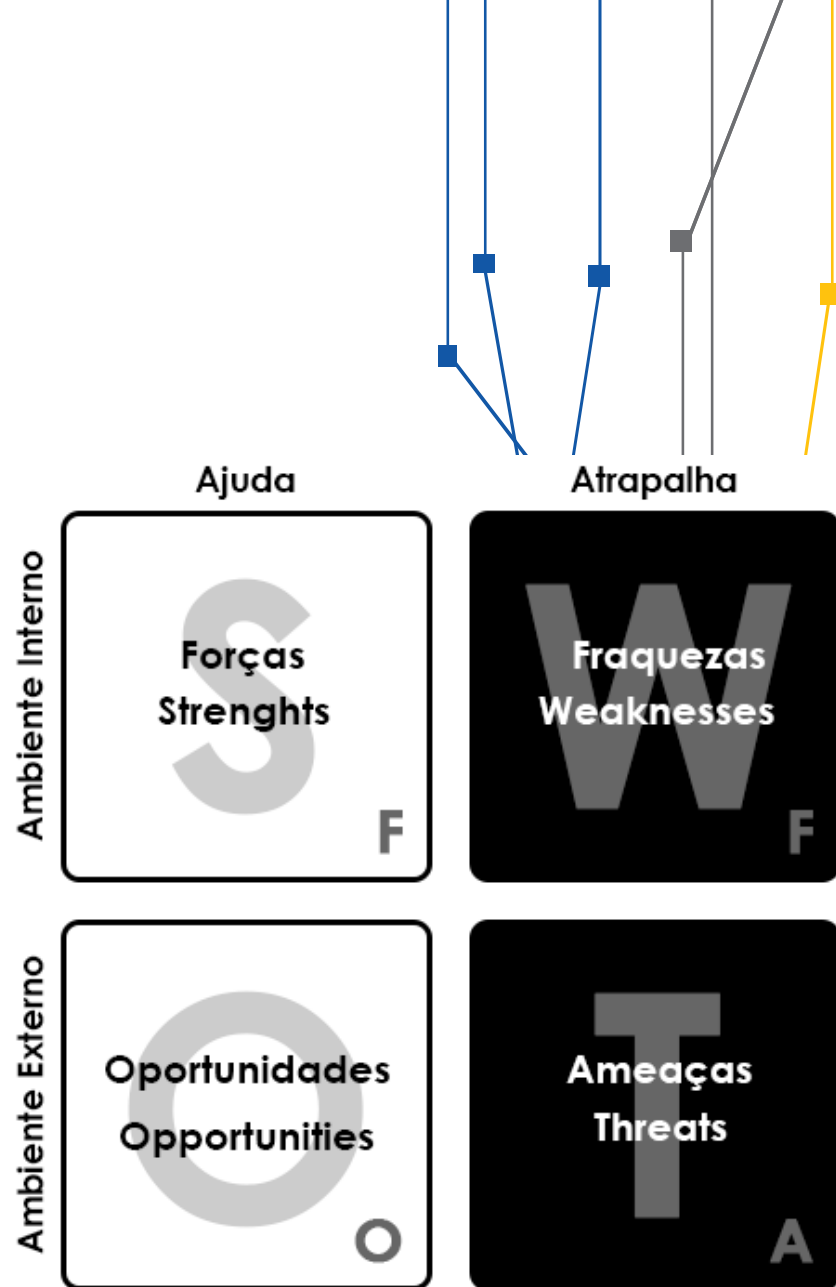 Ajuda
Atrapalha
Ambiente Interno
S
Forças
Strenghts
F
W
Fraquezas
Weaknesses
F
Ambiente Externo
O
Oportunidades
Opportunities
O
T
Ameaças
Threats
A